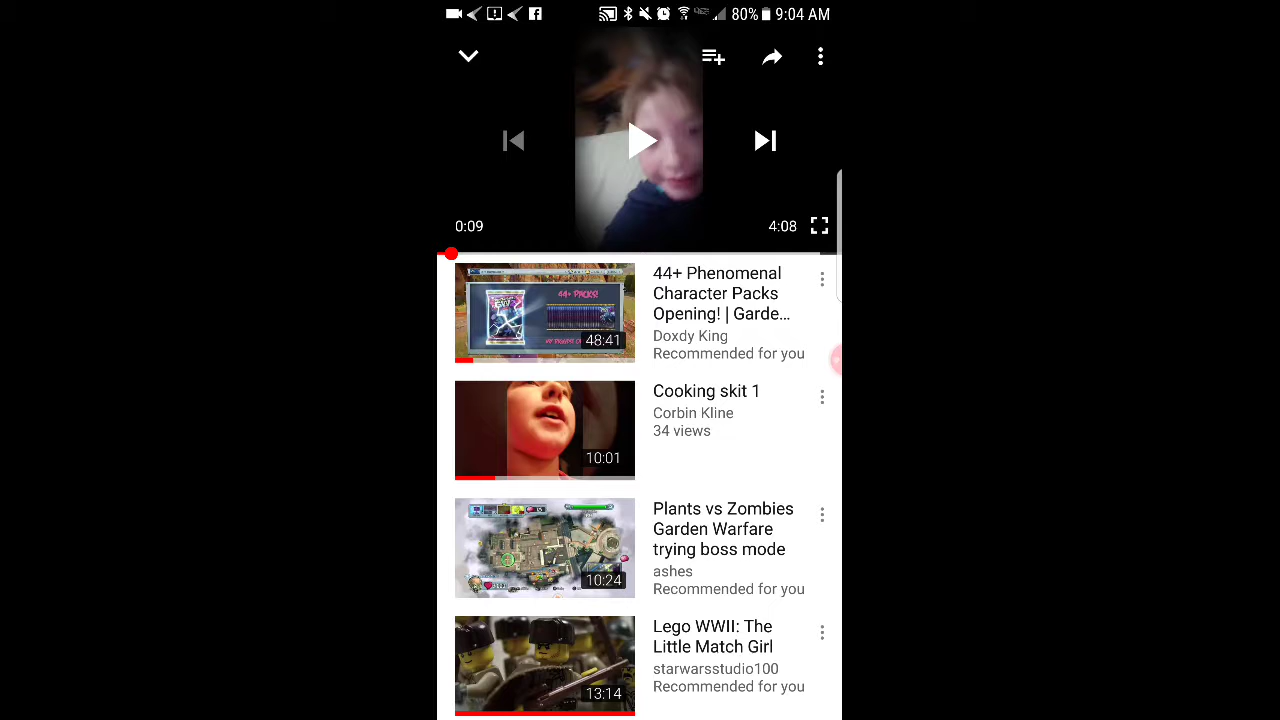 80% 9:04 AM
0:09 4:08
44+ PACKS!
48:41
44+ Phenomenal
Character Packs
Opening! | Garde...
Doxdy King
Recommended for you
10:01
Cooking skit 1
Corbin Kline
34 views
10:24
Plants vs Zombies
Garden Warfare
trying boss mode
ashes
Recommended for you
13:14
Lego WWII: The
Little Match Girl
starwarsstudio100
Recommended for you